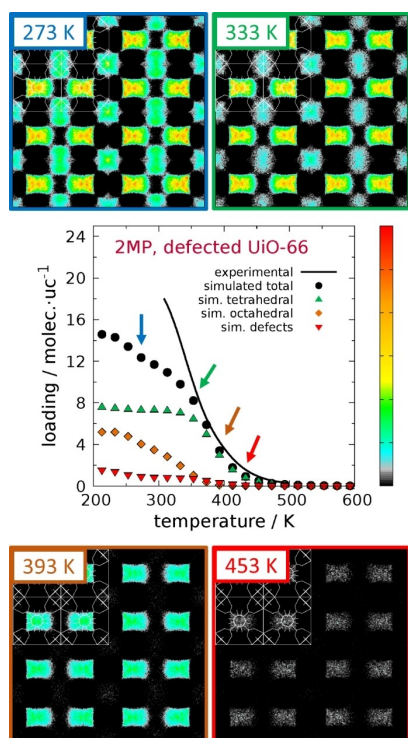 273 K
333 K
2MP, defected UiO-66
experimental
simulated total
sim. tetrahedral
sim. octahedral
sim. defects
loading / molec.·uc⁻¹
24
20
16
12
8
4
0
200 300 400 500 600
temperature / K
393 K
453 K